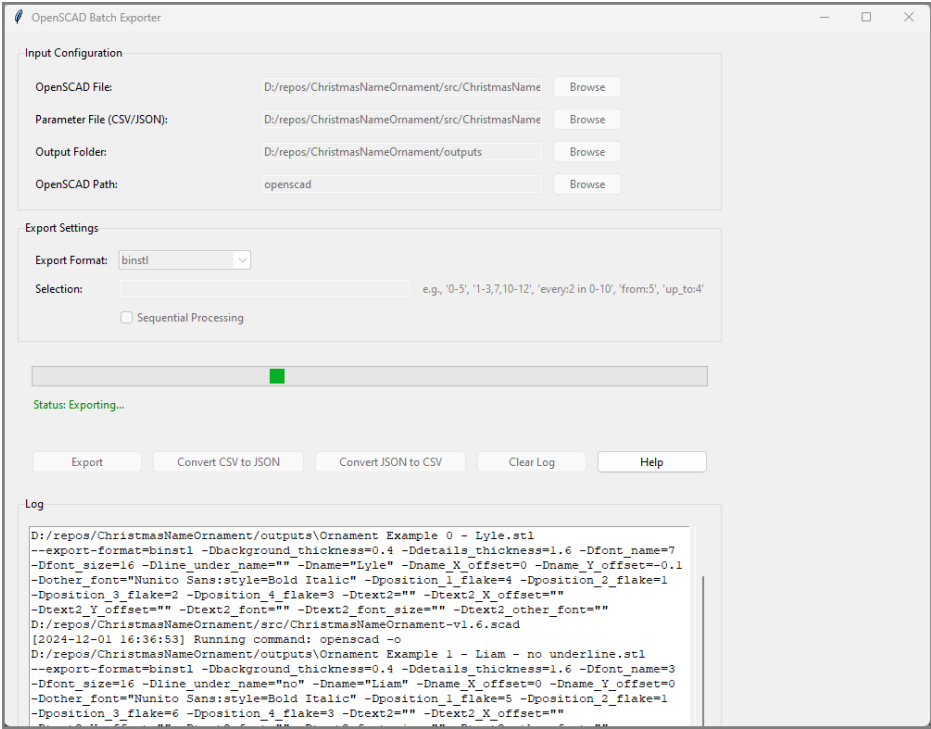 OpenSCAD Batch Exporter
Input Configuration
OpenSCAD File: D:/repos/ChristmasNameOrnament/src/ChristmasName Browse
Parameter File (CSV/JSON): D:/repos/ChristmasNameOrnament/src/ChristmasName Browse
Output Folder: D:/repos/ChristmasNameOrnament/outputs Browse
OpenSCAD Path: openscad Browse
Export Settings
Export Format: binstl
Selection: e.g., '0-5', '1-3,7,10-12', 'every:2 in 0-10', 'from:5', 'up_to:4'
Sequential Processing
Status: Exporting...
Export Convert CSV to JSON Convert JSON to CSV Clear Log Help
Log
D:/repos/ChristmasNameOrnament/outputs\Ornament Example 0 - Lyle.stl
--export-format=binstl -Dbackground_thickness=0.4 -Ddetails_thickness=1.6 -Dfont_name=7
-Dfont_size=16 -Dline_under_name="" -Dname="Lyle" -Dname_X_offset=0 -Dname_Y_offset=-0.1
-Dother_font="Nunito Sans:style=Bold Italic" -Dposition_1_flake=4 -Dposition_2_flake=1
-Dposition_3_flake=2 -Dposition_4_flake=3 -Dtext2="" -Dtext2_X_offset=""
-Dtext2_Y_offset="" -Dtext2_font="" -Dtext2_font_size="" -Dtext2_other_font=""
D:/repos/ChristmasNameOrnament/src/ChristmasNameOrnament-v1.6.scad
[2024-12-01 16:36:53] Running command: openscad -o
D:/repos/ChristmasNameOrnament/outputs\Ornament Example 1 - Liam - no underline.stl
--export-format=binstl -Dbackground_thickness=0.4 -Ddetails_thickness=1.6 -Dfont_name=3
-Dfont_size=16 -Dline_under_name="no" -Dname="Liam" -Dname_X_offset=0 -Dname_Y_offset=0
-Dother_font="Nunito Sans:style=Bold Italic" -Dposition_1_flake=5 -Dposition_2_flake=1
-Dposition_3_flake=6 -Dposition_4_flake=3 -Dtext2="" -Dtext2_X_offset=""